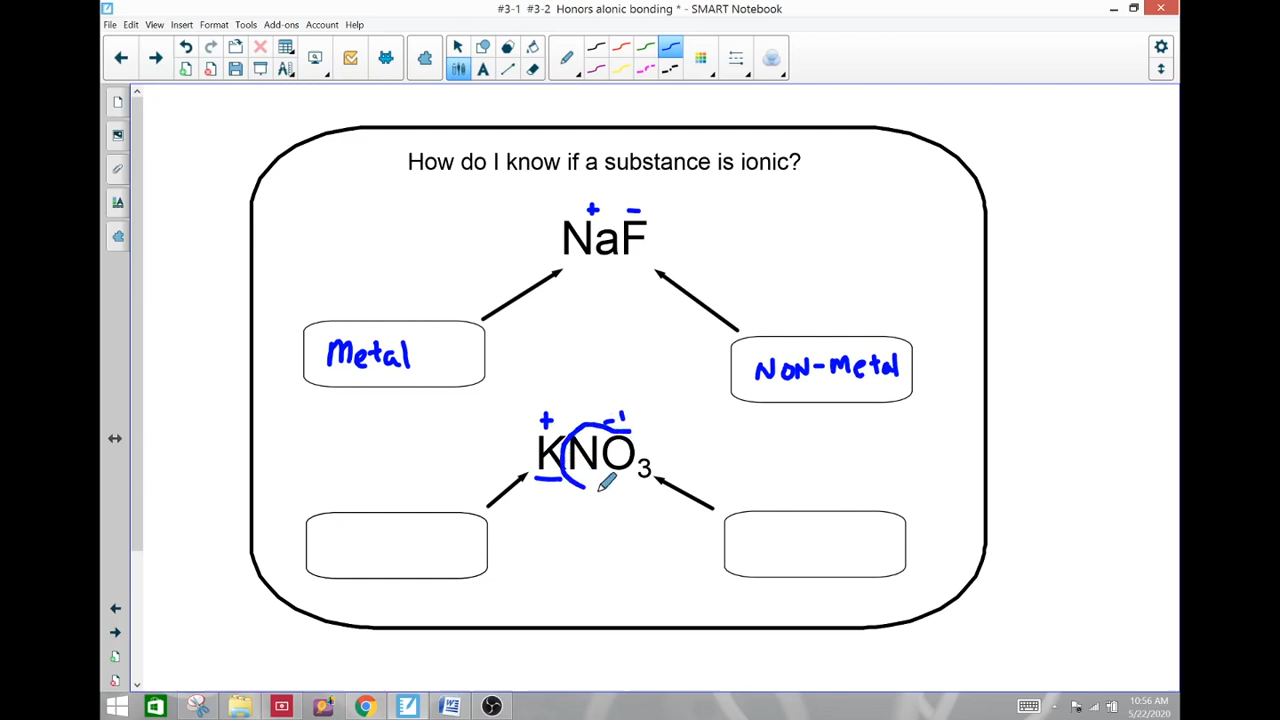 #3-1 #3-2 Honors aIonic bonding * - SMART Notebook
File Edit View Insert Format Tools Add-ons Account Help
How do I know if a substance is ionic?
+ −
NaF
Metal
Non-Metal
+ -1
KNO3
10:56 AM
5/22/2020